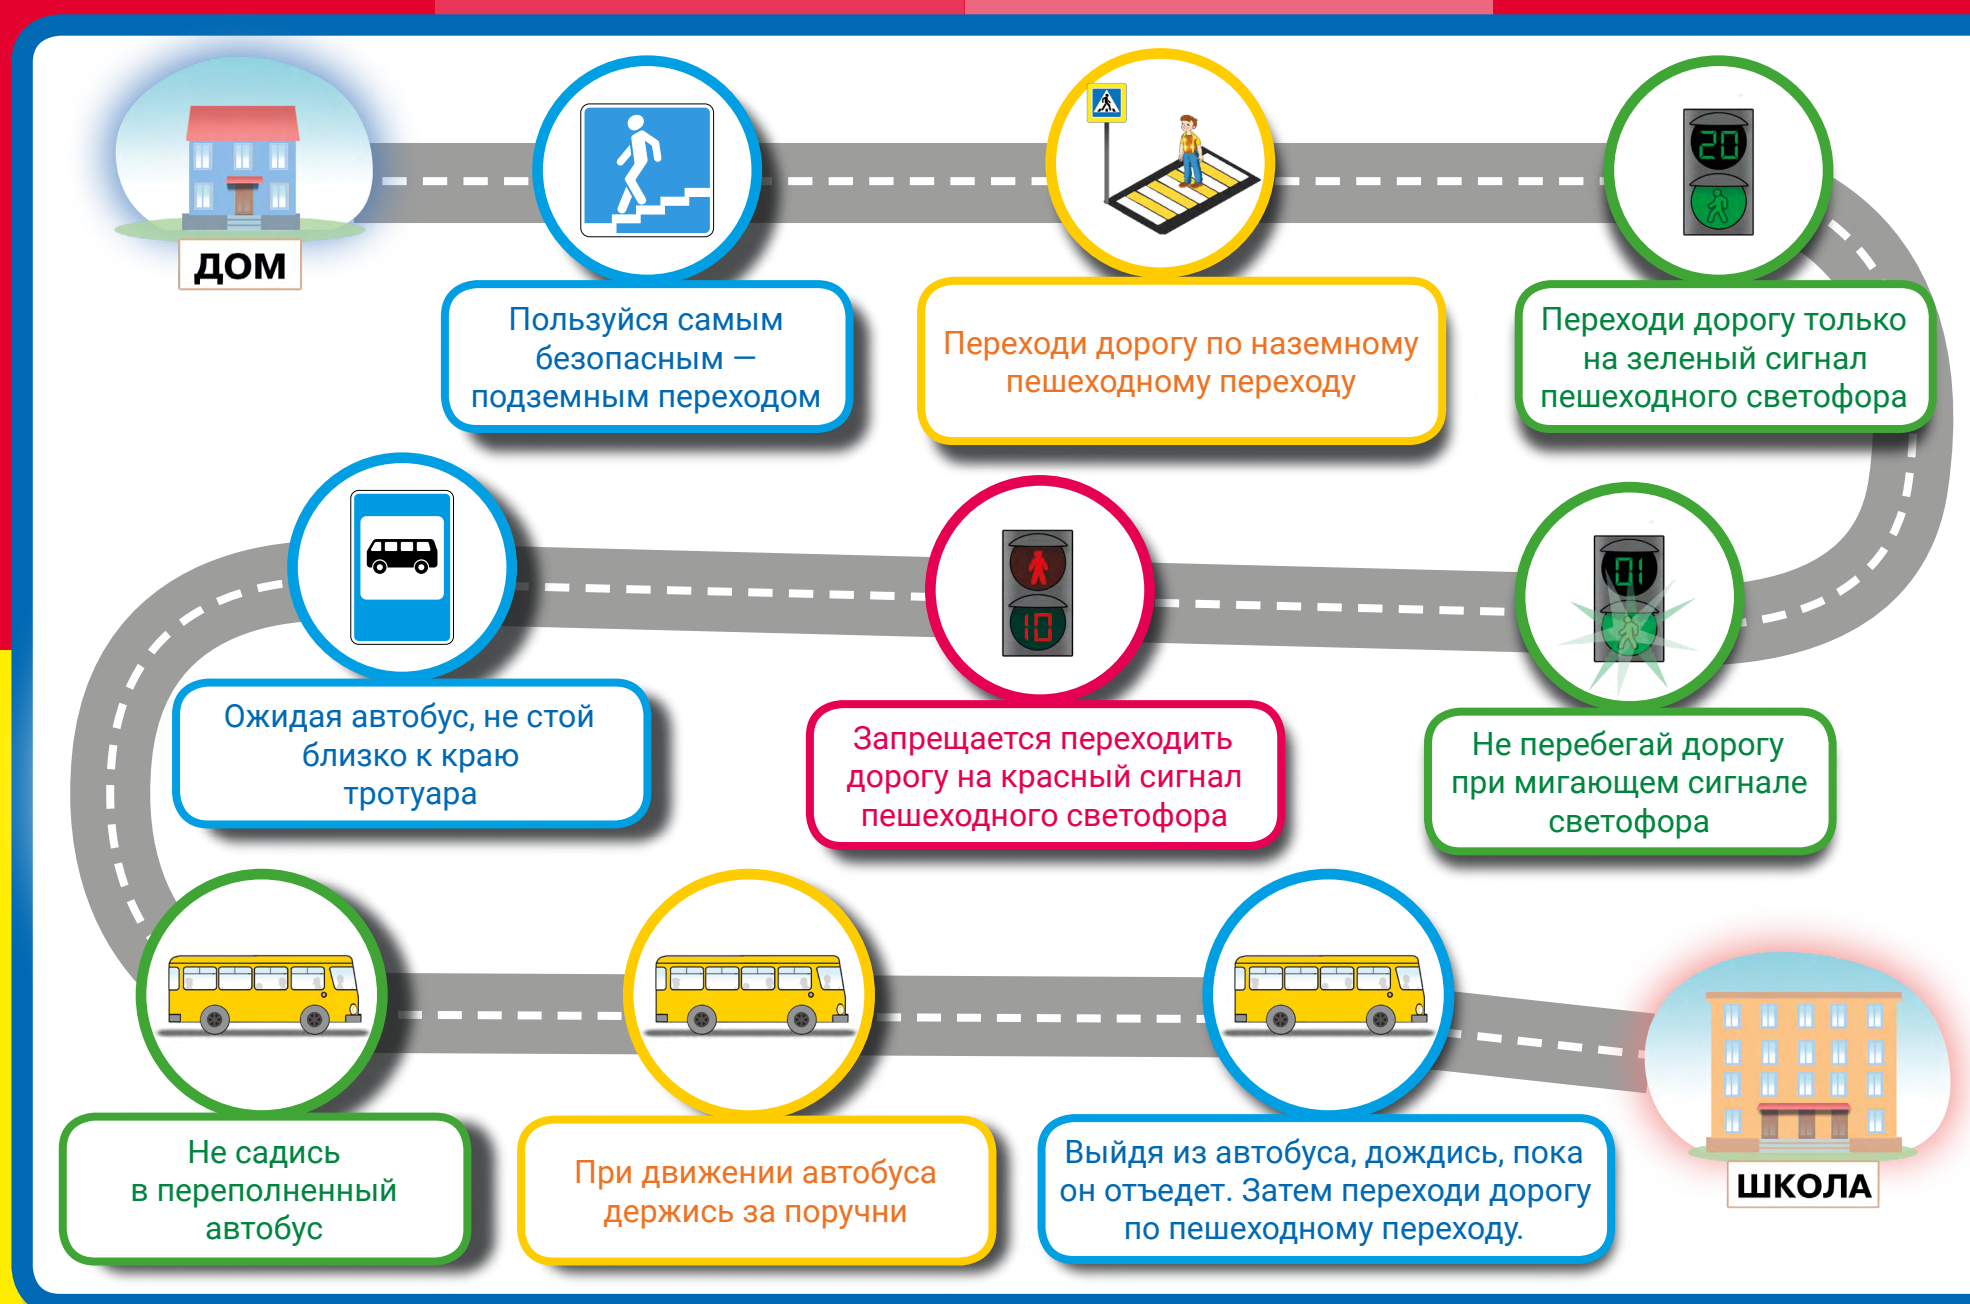 ДОМ
Пользуйся самым
безопасным —
подземным переходом
Переходи дорогу по наземному
пешеходному переходу
20
Переходи дорогу только
на зеленый сигнал
пешеходного светофора
01
Не перебегай дорогу
при мигающем сигнале
светофора
10
Запрещается переходить
дорогу на красный сигнал
пешеходного светофора
Ожидая автобус, не стой
близко к краю
тротуара
Не садись
в переполненный
автобус
При движении автобуса
держись за поручни
Выйдя из автобуса, дождись, пока
он отъедет. Затем переходи дорогу
по пешеходному переходу.
ШКОЛА